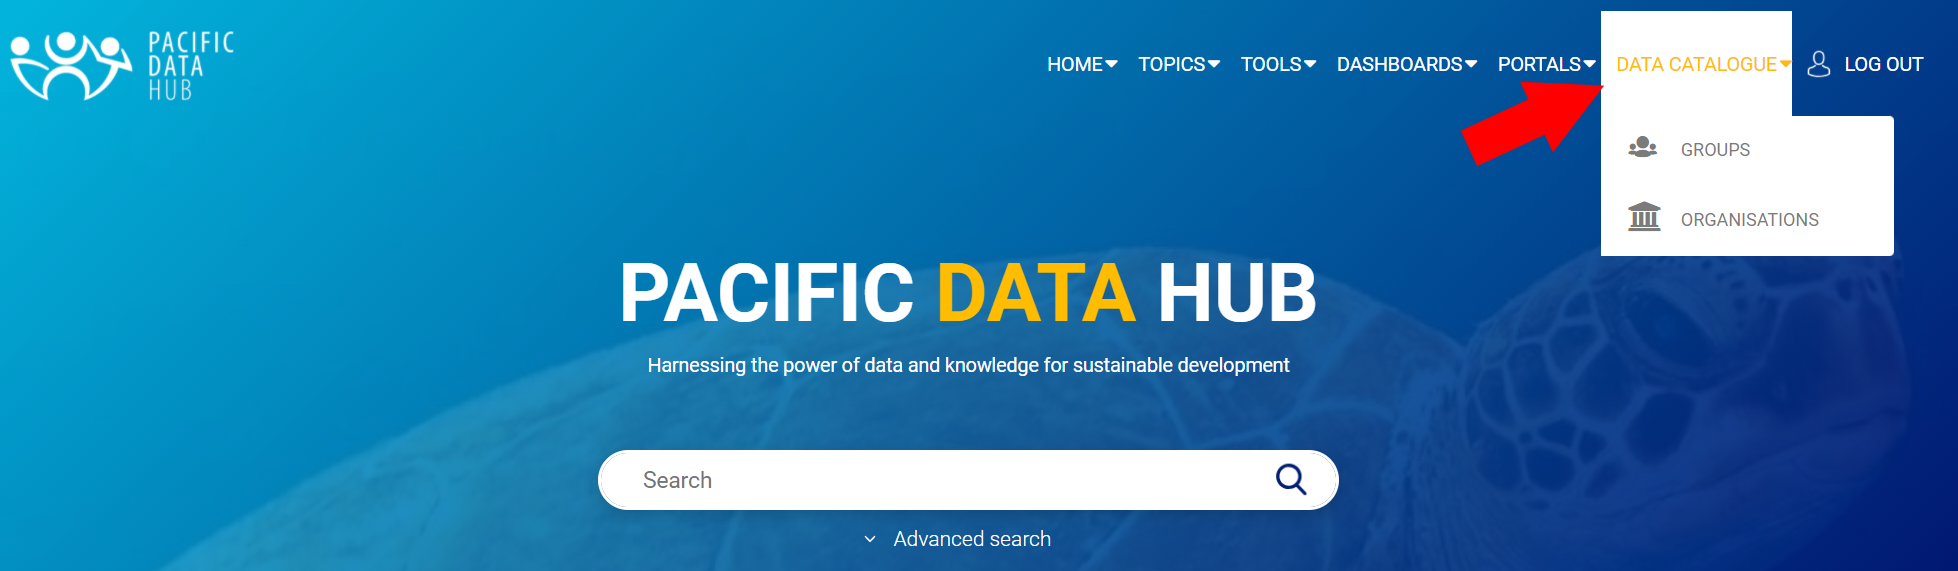 PACIFIC
DATA
HUB
HOME TOPICS TOOLS DASHBOARDS PORTALS DATA CATALOGUE LOG OUT
GROUPS
ORGANISATIONS
PACIFIC DATA HUB
Harnessing the power of data and knowledge for sustainable development
Search
Advanced search